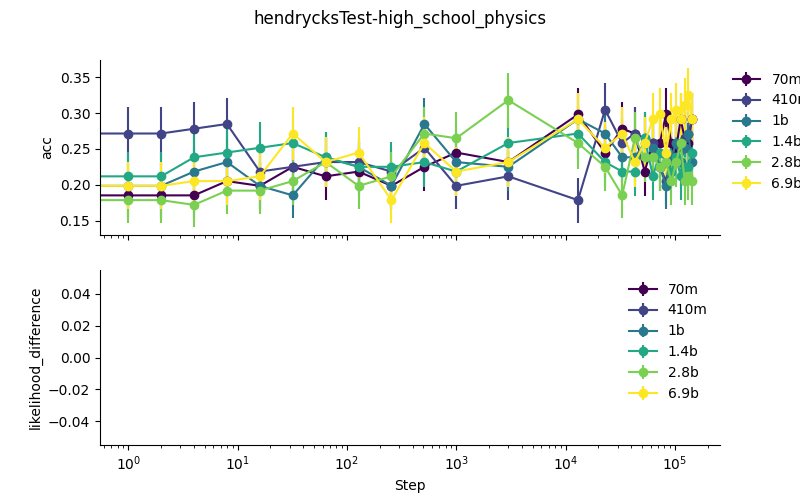 hendrycksTest-high_school_physics
acc
0.35
0.30
0.25
0.20
0.15
70m
410m
1b
1.4b
2.8b
6.9b
likelihood_difference
0.04
0.02
0.00
−0.02
−0.04
70m
410m
1b
1.4b
2.8b
6.9b
10⁰ 10¹ 10² 10³ 10⁴ 10⁵
Step